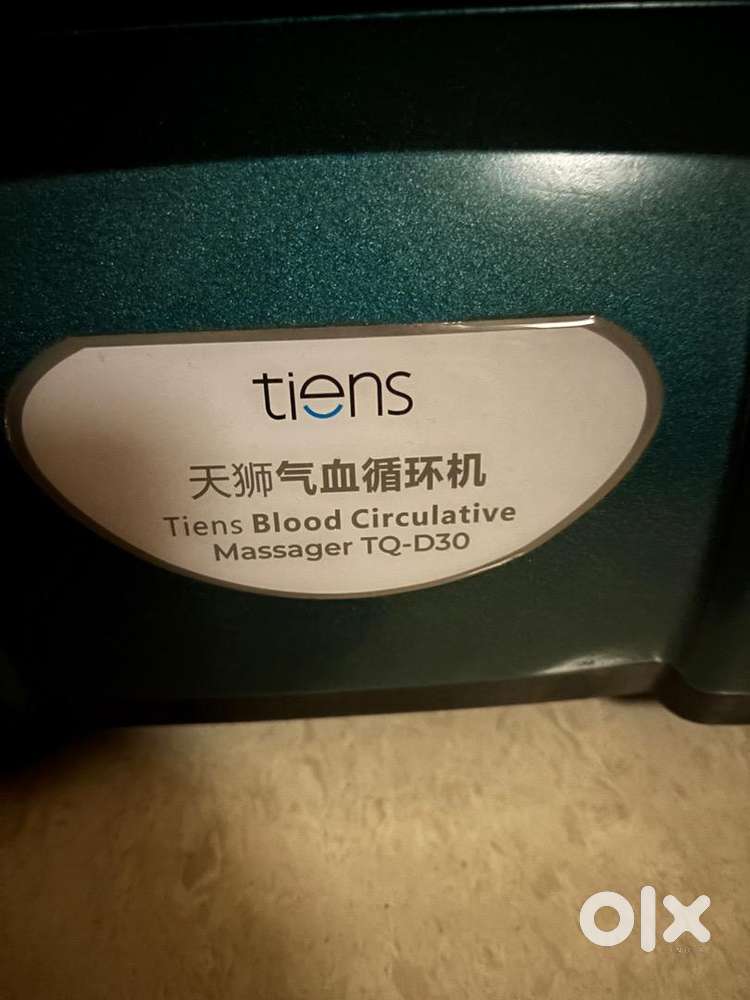 tiens
天狮气血循环机
Tiens Blood Circulative
Massager TQ-D30
olx